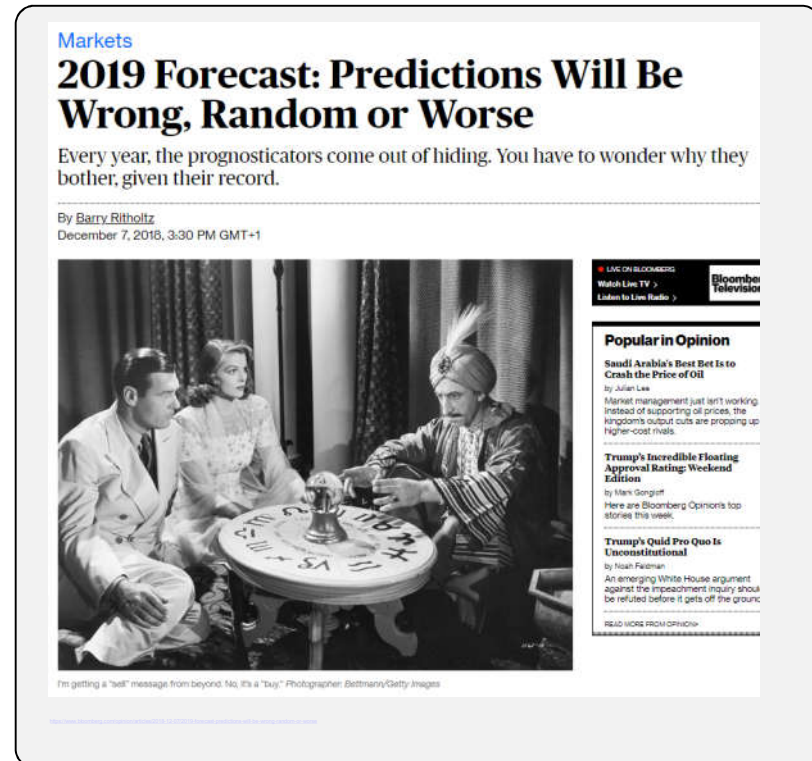 Markets
2019 Forecast: Predictions Will Be
Wrong, Random or Worse
Every year, the prognosticators come out of hiding. You have to wonder why they
bother, given their record.
By Barry Ritholtz
December 7, 2018, 3:30 PM GMT+1
LIVE ON BLOOMBERG
Watch Live TV >
Listen to Live Radio >
Bloomber
Television
Popular in Opinion
Saudi Arabia's Best Bet Is to
Crash the Price of Oil
by Julian Lee
Market management just isn't working.
Instead of supporting oil prices, the
kingdom's output cuts are propping up
higher-cost rivals.
Trump's Incredible Floating
Approval Rating: Weekend
Edition
by Mark Gongloff
Here are Bloomberg Opinion's top
stories this week.
Trump's Quid Pro Quo Is
Unconstitutional
by Noah Feldman
An emerging White House argument
against the impeachment inquiry shoul
be refuted before it gets off the ground
READ MORE FROM OPINION>
I'm getting a "sell" message from beyond. No, it's a "buy." Photographer: Bettmann/Getty Images